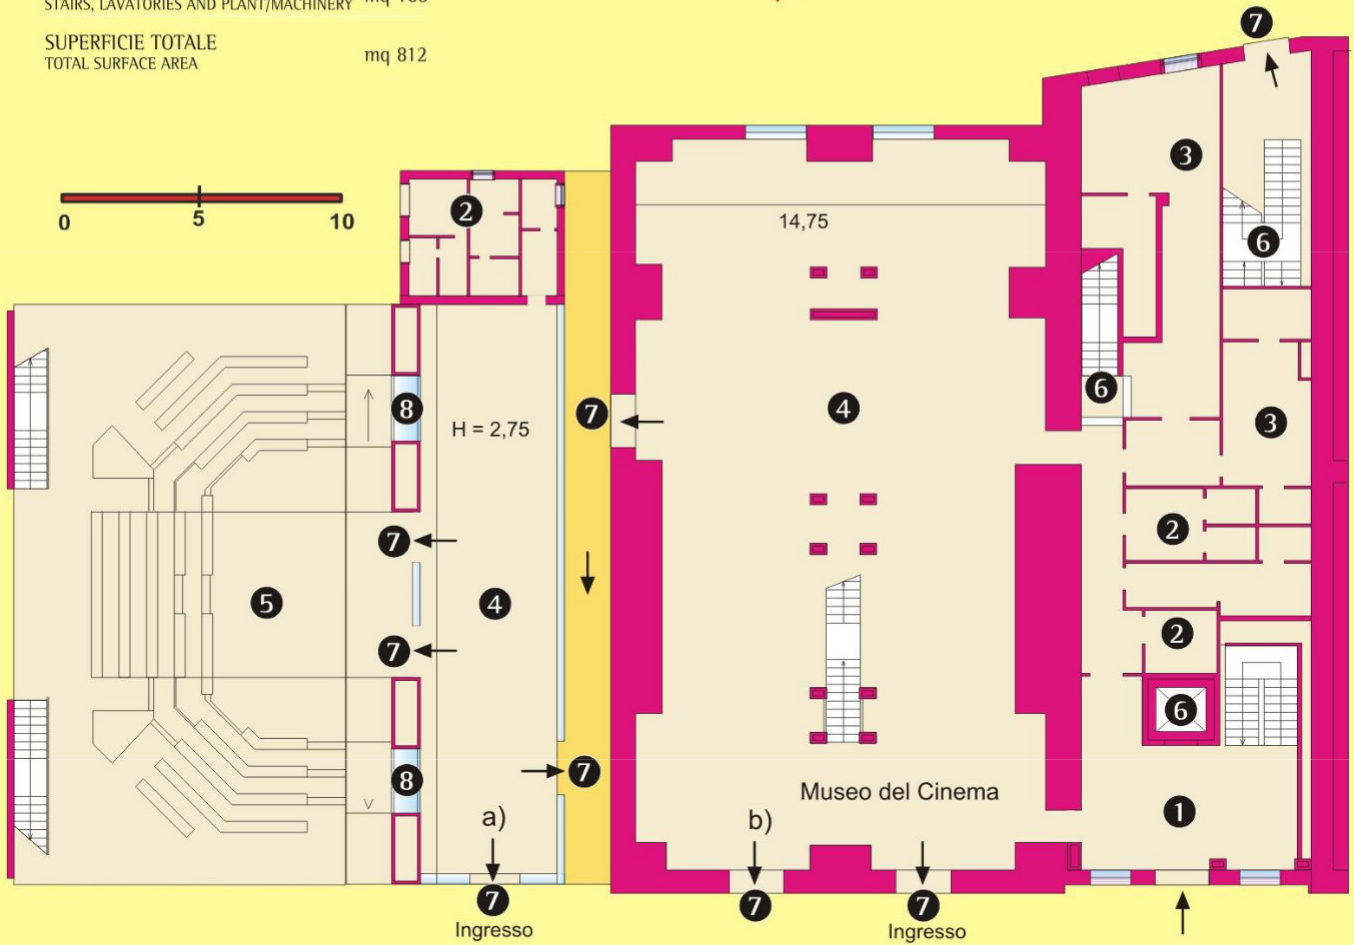 STAIRS, LAVATORIES AND PLANT/MACHINERY mq
SUPERFICIE TOTALE
TOTAL SURFACE AREA
mq 812
7
3
0
5
10
2
14,75
6
6
8
H = 2,75
7
4
3
7
2
5
4
7
2
6
7
8
a)
b)
Museo del Cinema
1
7
7
7
Ingresso
Ingresso